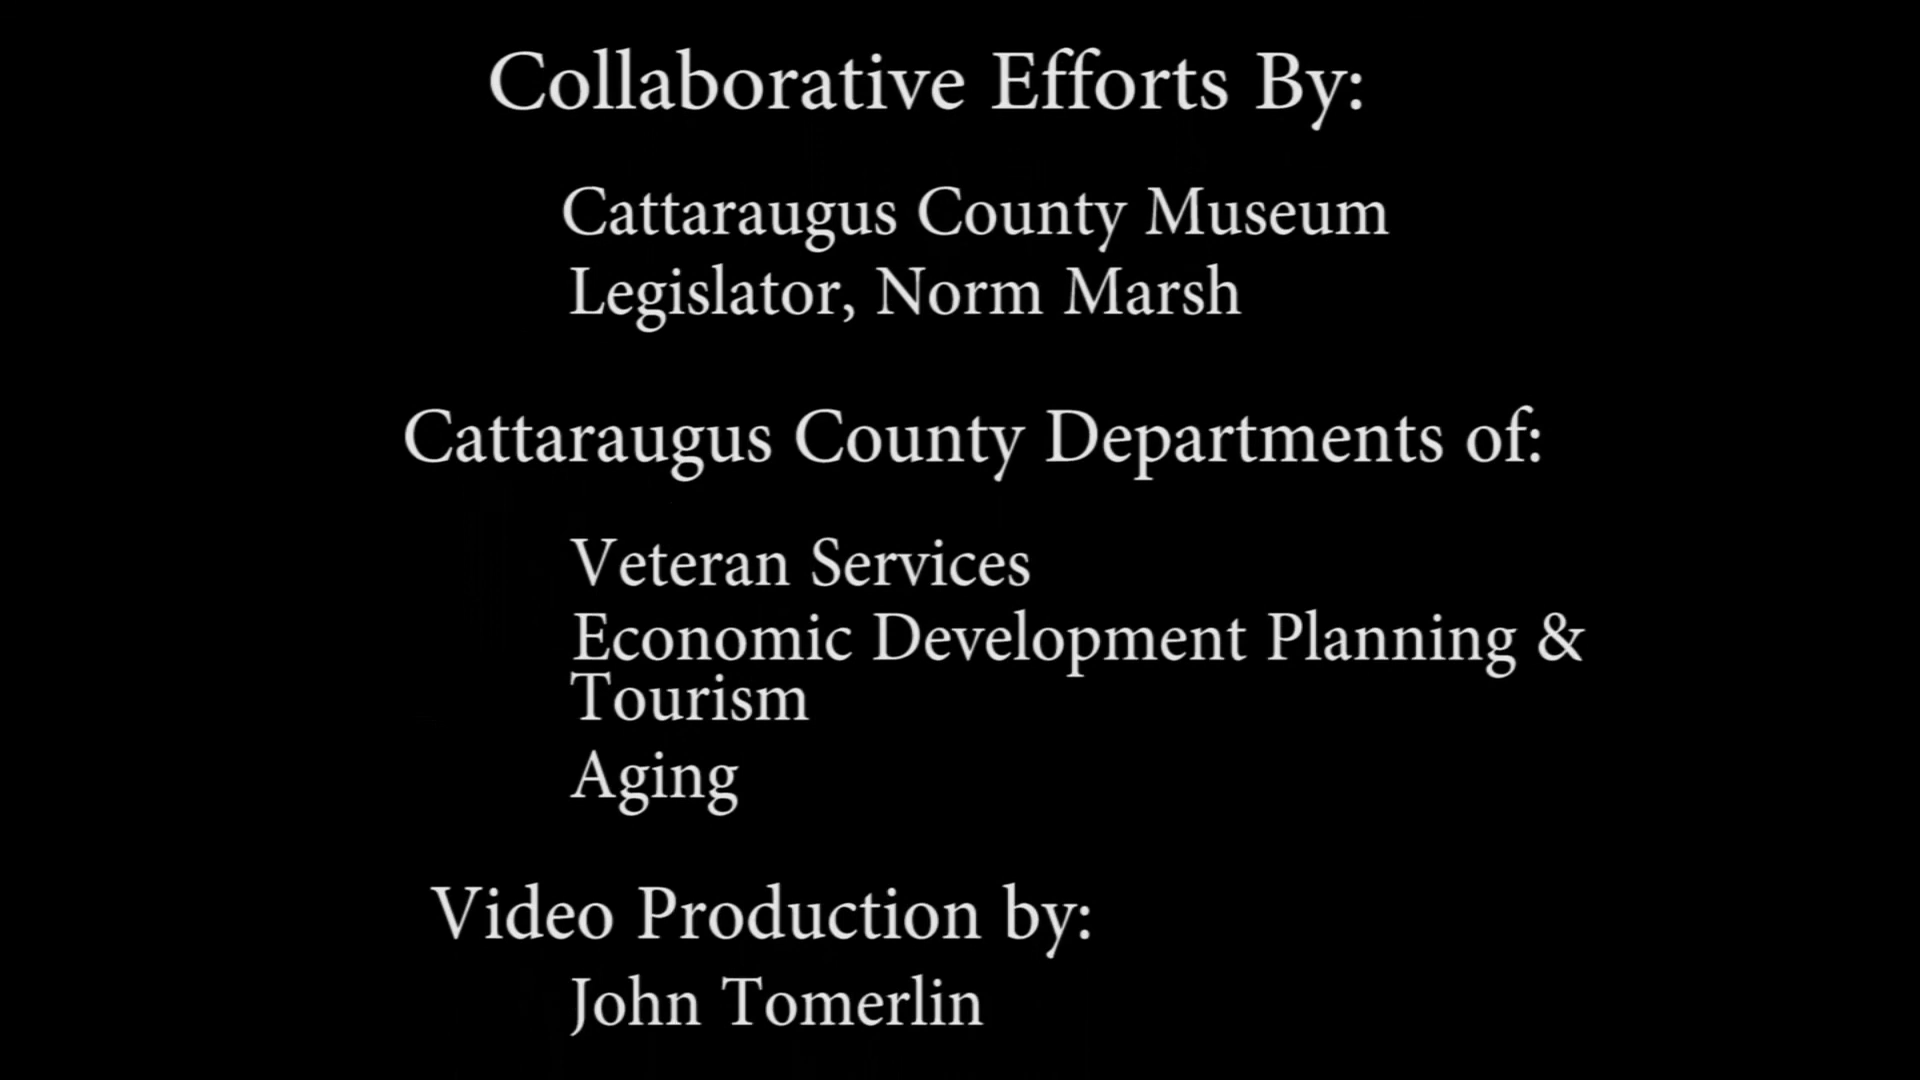 Collaborative Efforts By:
Cattaraugus County Museum
Legislator, Norm Marsh
Cattaraugus County Departments of:
Veteran Services
Economic Development Planning &
Tourism
Aging
Video Production by:
John Tomerlin